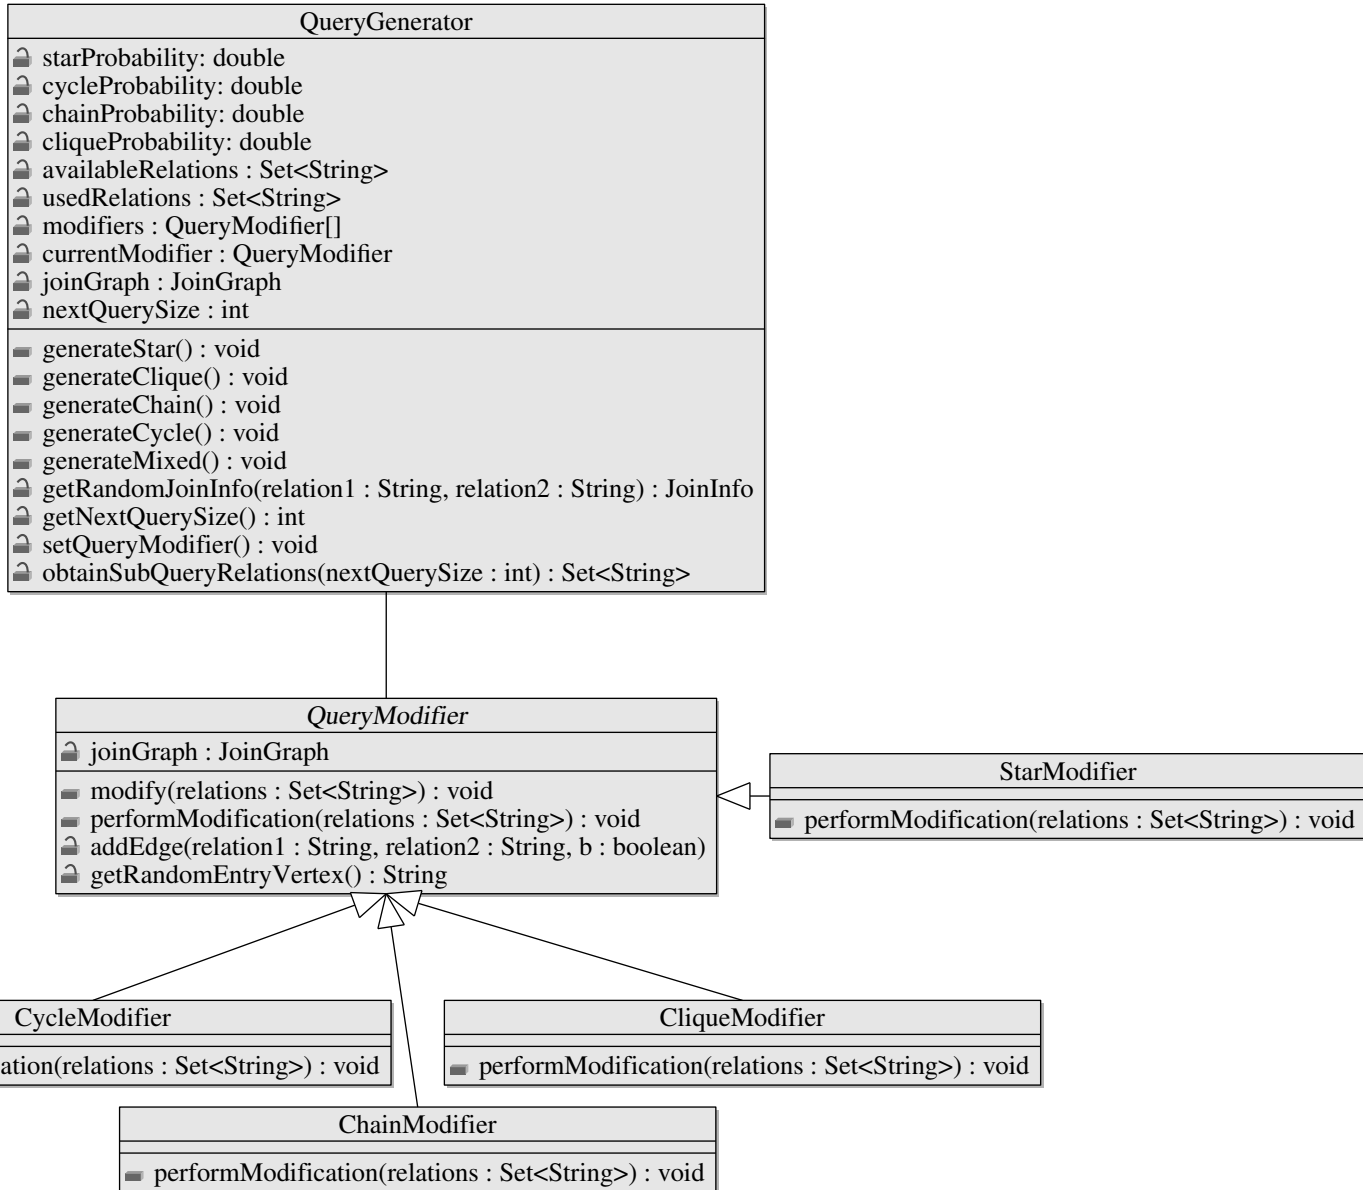 QueryGenerator
starProbability: double
cycleProbability: double
chainProbability: double
cliqueProbability: double
availableRelations : Set<String>
usedRelations : Set<String>
modifiers : QueryModifier[]
currentModifier : QueryModifier
joinGraph : JoinGraph
nextQuerySize : int
generateStar() : void
generateClique() : void
generateChain() : void
generateCycle() : void
generateMixed() : void
getRandomJoinInfo(relation1 : String, relation2 : String) : JoinInfo
getNextQuerySize() : int
setQueryModifier() : void
obtainSubQueryRelations(nextQuerySize : int) : Set<String>
QueryModifier
joinGraph : JoinGraph
modify(relations : Set<String>) : void
performModification(relations : Set<String>) : void
addEdge(relation1 : String, relation2 : String, b : boolean)
getRandomEntryVertex() : String
StarModifier
performModification(relations : Set<String>) : void
CycleModifier
ation(relations : Set<String>) : void
CliqueModifier
performModification(relations : Set<String>) : void
ChainModifier
performModification(relations : Set<String>) : void